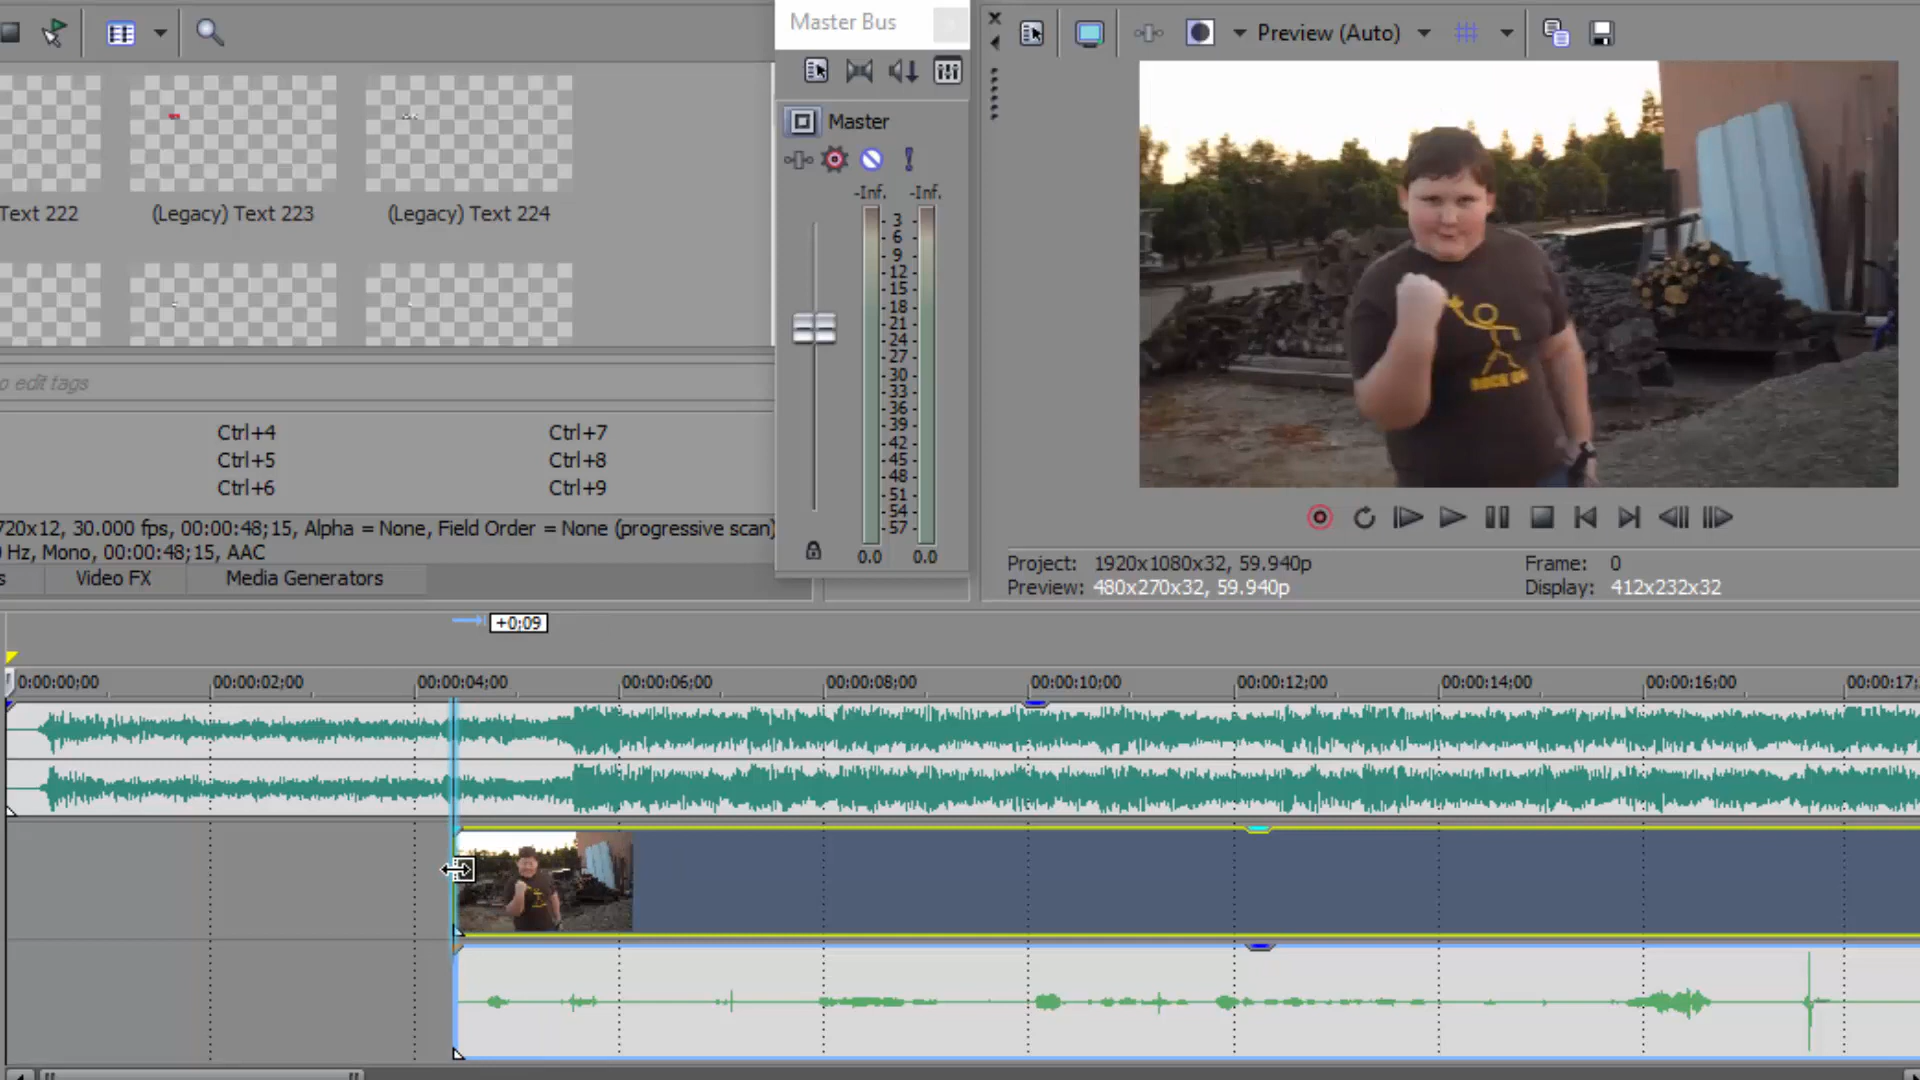 Master Bus
Preview (Auto)
Master
-Inf. -Inf.
3
6
9
12
15
18
21
24
27
30
33
36
39
42
45
48
51
54
57
0.0 0.0
Text 222 (Legacy) Text 223 (Legacy) Text 224
o edit tags
Ctrl+4 Ctrl+7
Ctrl+5 Ctrl+8
Ctrl+6 Ctrl+9
720x12, 30.000 fps, 00:00:48;15, Alpha = None, Field Order = None (progressive scan)
Hz, Mono, 00:00:48;15, AAC
s Video FX Media Generators
ROCK ON
Project: 1920x1080x32, 59.940p Frame: 0
Preview: 480x270x32, 59.940p Display: 412x232x32
+0;09
0:00:00;00 00:00:02;00 00:00:04;00 00:00:06;00 00:00:08;00 00:00:10;00 00:00:12;00 00:00:14;00 00:00:16;00 00:00:17;